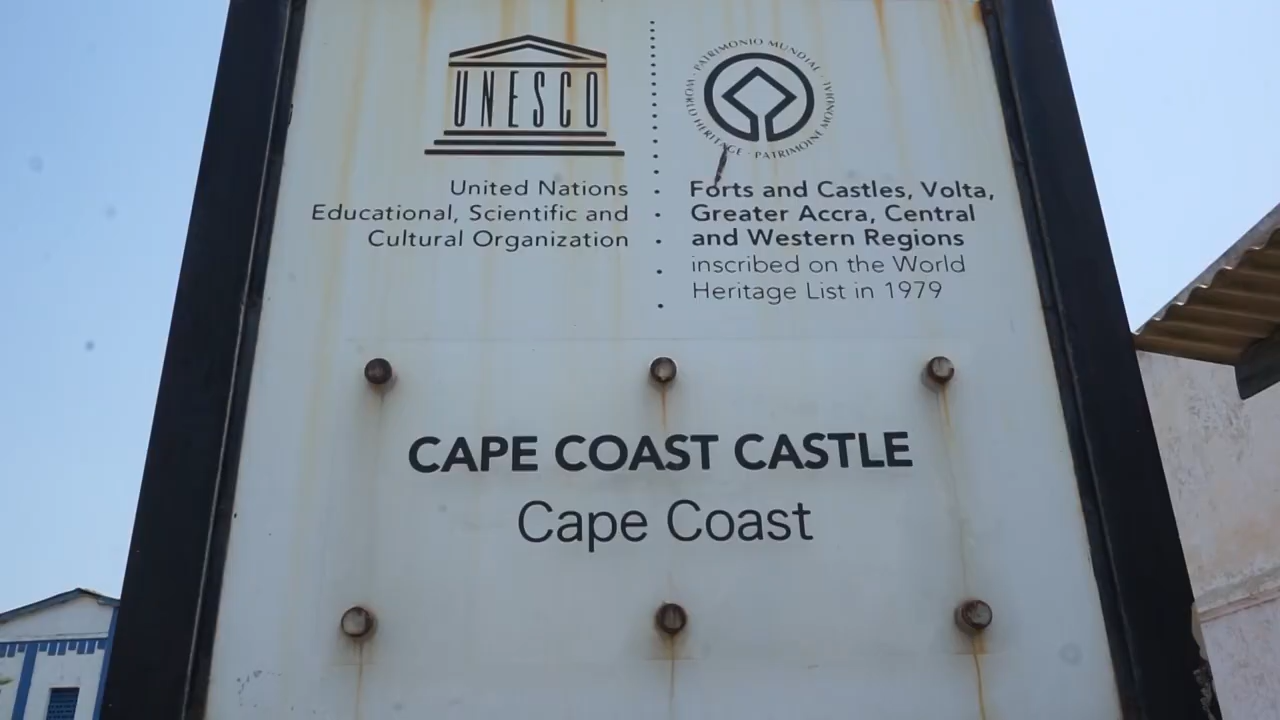 UNESCO
United Nations
Educational, Scientific and
Cultural Organization
· PATRIMONIO MUNDIAL · WORLD HERITAGE · PATRIMOINE MONDIAL
Forts and Castles, Volta,
Greater Accra, Central
and Western Regions
inscribed on the World
Heritage List in 1979
CAPE COAST CASTLE
Cape Coast